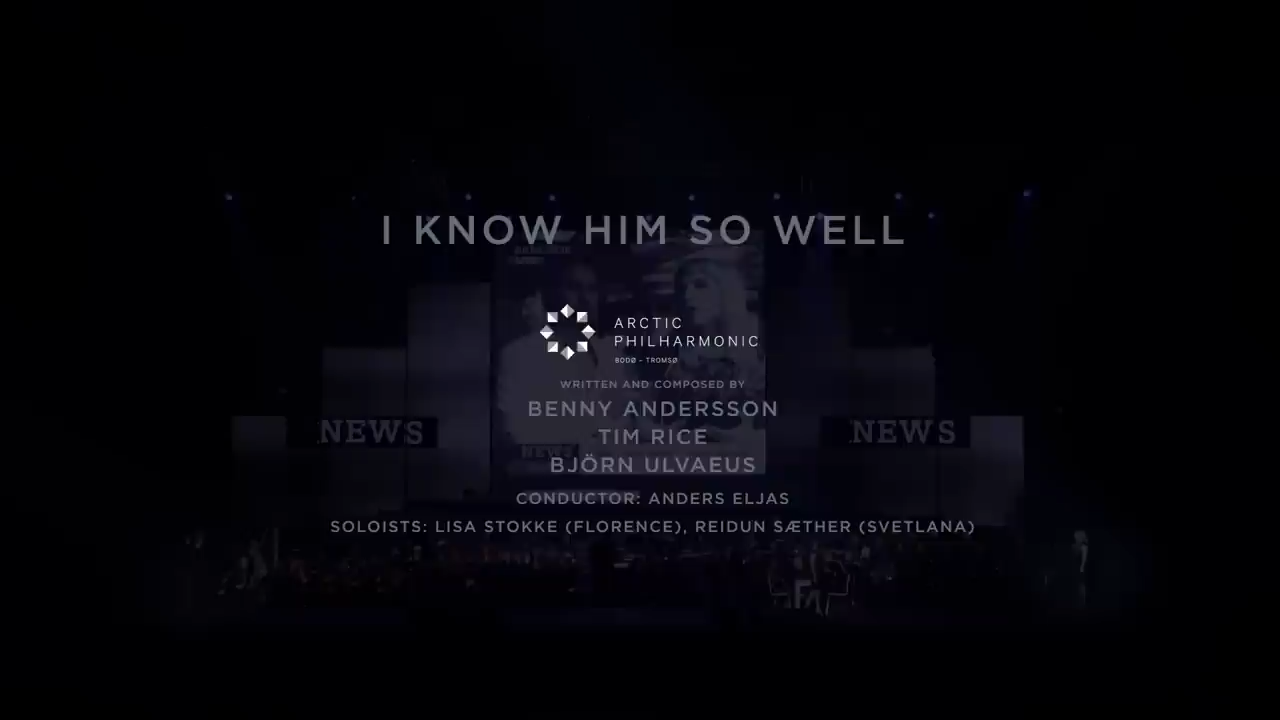 I KNOW HIM SO WELL
ARCTIC
PHILHARMONIC
BODØ – TROMSØ
WRITTEN AND COMPOSED BY
BENNY ANDERSSON
TIM RICE
BJÖRN ULVAEUS
CONDUCTOR: ANDERS ELJAS
SOLOISTS: LISA STOKKE (FLORENCE), REIDUN SÆTHER (SVETLANA)
NEWS
NEWS
NEWS